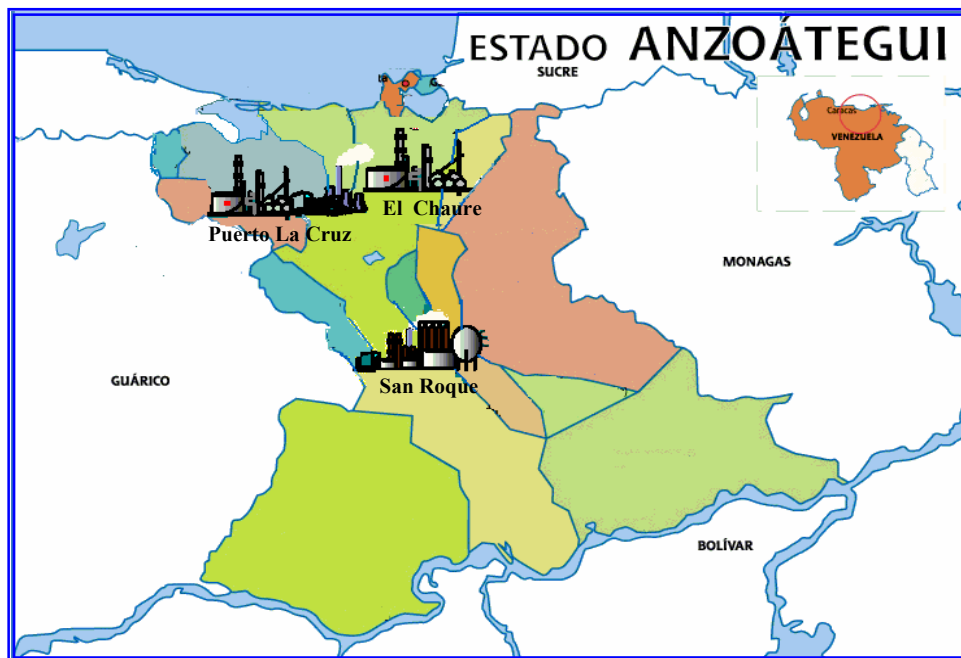 ESTADO ANZOÁTEGUI
SUCRE
Caracas
VENEZUELA
El Chaure
Puerto La Cruz
MONAGAS
GUÁRICO
San Roque
BOLÍVAR